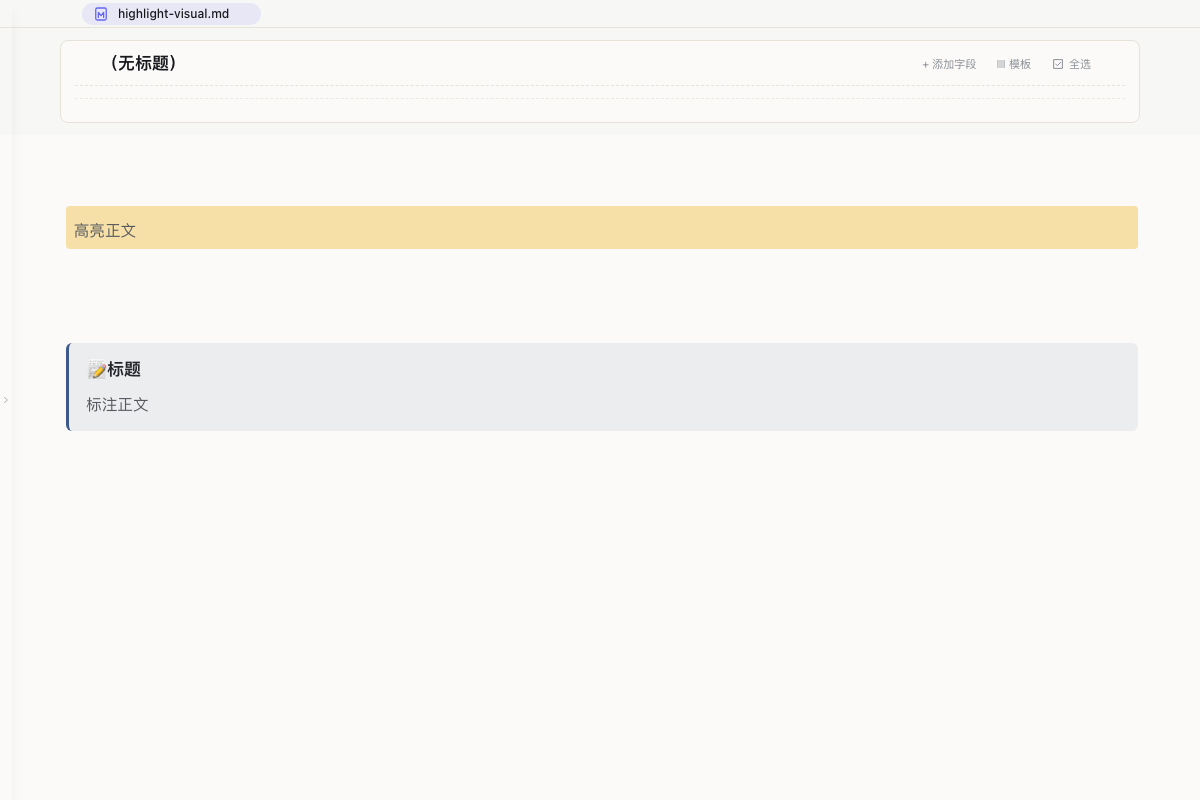 highlight-visual.md
（无标题）
+ 添加字段 模板 全选
高亮正文
📝标题
标注正文